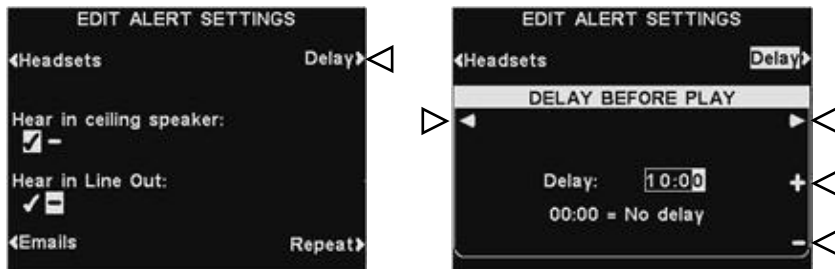 EDIT ALERT SETTINGS
Headsets Delay
Hear in ceiling speaker:
Hear in Line Out:
Emails Repeat
EDIT ALERT SETTINGS
Headsets Delay
DELAY BEFORE PLAY
Delay: 10:00 +
00:00 = No delay
-